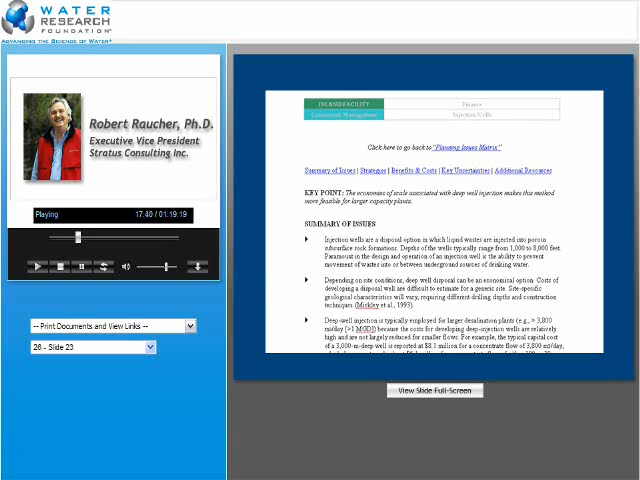 WATER
RESEARCH
FOUNDATION
ADVANCING THE SCIENCE OF WATER®
Robert Raucher, Ph.D.
Executive Vice President
Stratus Consulting Inc.
Playing 17:40 / 01:19:19
-- Print Documents and View Links --
26 - Slide 23
INLAND FACILITY Finance
Concentrate Management Injection Wells
Click here to go back to "Planning Issues Matrix"
Summary of Issues | Strategies | Benefits & Costs | Key Uncertainties | Additional Resources
KEY POINT: The economies of scale associated with deep well injection makes this method
more feasible for larger capacity plants.
SUMMARY OF ISSUES
Injection wells are a disposal option in which liquid wastes are injected into porous
subsurface rock formations. Depths of the wells typically range from 1,000 to 8,000 feet.
Paramount in the design and operation of an injection well is the ability to prevent
movement of wastes into or between underground sources of drinking water.
Depending on site conditions, deep well disposal can be an economical option. Costs of
developing a disposal well are difficult to estimate for a generic site. Site-specific
geological characteristics will vary, requiring different drilling depths and construction
techniques (Mickley et al., 1993).
Deep-well injection is typically employed for larger desalination plants (e.g., > 3,800
m3/day [>1 MGD]) because the costs for developing deep-injection wells are relatively
high and are not largely reduced for smaller flows. For example, the typical capital cost
of a 3,000-m-deep well is reported at $8.1 million for a concentrate flow of 3,800 m3/day,
View Slide Full-Screen